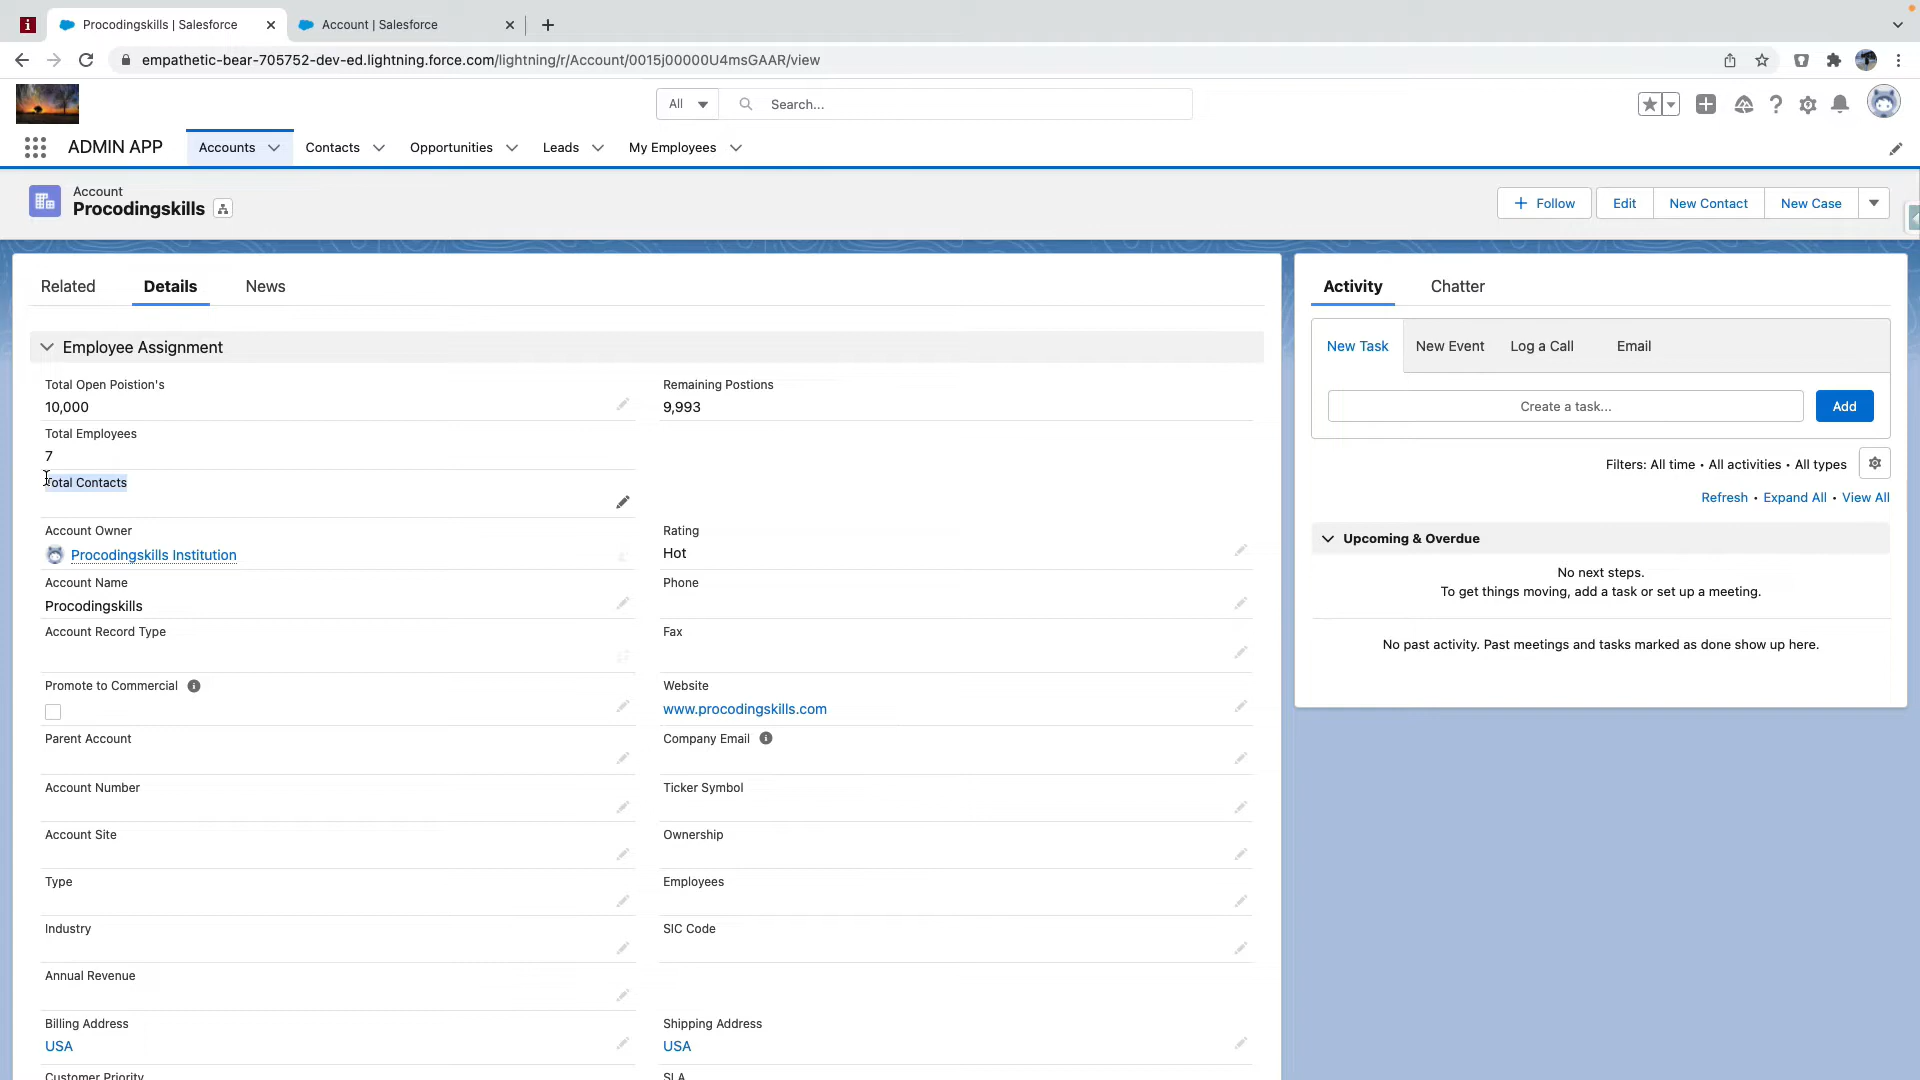 Procodingskills | Salesforce
Account | Salesforce
empathetic-bear-705752-dev-ed.lightning.force.com/lightning/r/Account/0015j00000U4msGAAR/view
All
Search...
ADMIN APP
Accounts
Contacts
Opportunities
Leads
My Employees
Account
Procodingskills
Follow
Edit
New Contact
New Case
Related
Details
News
Employee Assignment
Total Open Poistion's
10,000
Remaining Postions
9,993
Total Employees
7
Total Contacts
Account Owner
Procodingskills Institution
Rating
Hot
Account Name
Procodingskills
Phone
Account Record Type
Fax
Promote to Commercial
Website
www.procodingskills.com
Parent Account
Company Email
Account Number
Ticker Symbol
Account Site
Ownership
Type
Employees
Industry
SIC Code
Annual Revenue
Billing Address
USA
Shipping Address
USA
Customer Priority
SLA
Activity
Chatter
New Task
New Event
Log a Call
Email
Create a task...
Add
Filters: All time • All activities • All types
Refresh • Expand All • View All
Upcoming & Overdue
No next steps.
To get things moving, add a task or set up a meeting.
No past activity. Past meetings and tasks marked as done show up here.